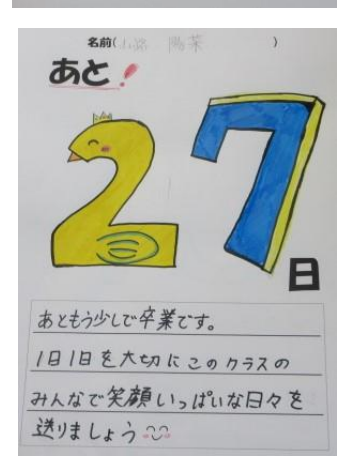 名前(         )
あと!
27
日
あともう少しで卒業です。
1日1日を大切にこのクラスの
みんなで笑顔いっぱいな日々を
送りましょう